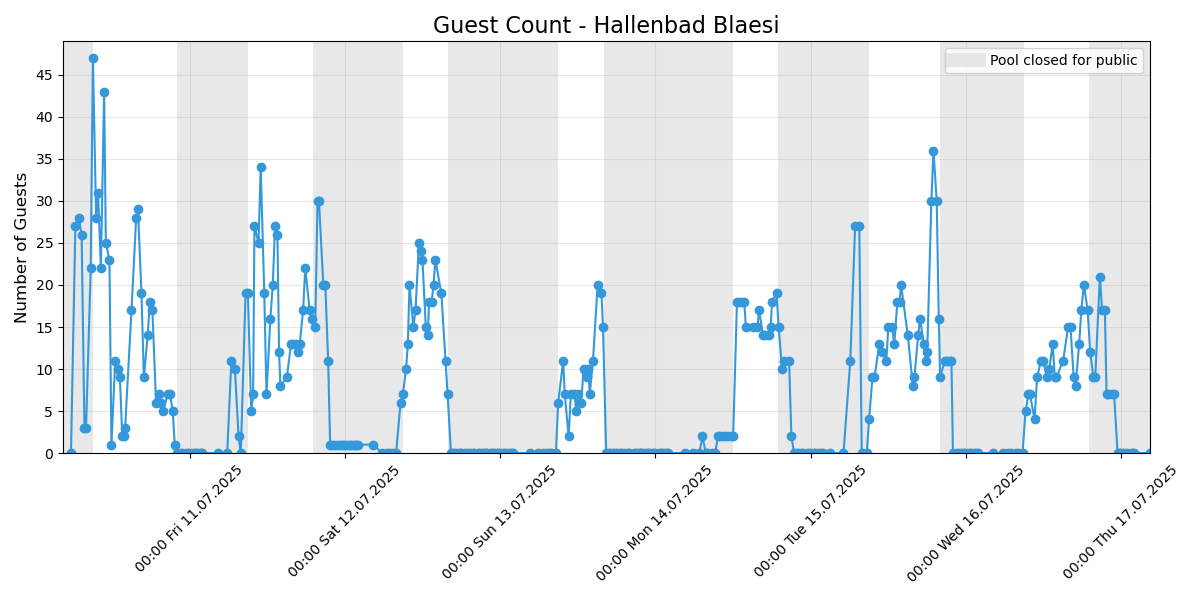 Guest Count - Hallenbad Blaesi
Pool closed for public
Number of Guests
45
40
35
30
25
20
15
10
5
0
00:00 Fri 11.07.2025
00:00 Sat 12.07.2025
00:00 Sun 13.07.2025
00:00 Mon 14.07.2025
00:00 Tue 15.07.2025
00:00 Wed 16.07.2025
00:00 Thu 17.07.2025